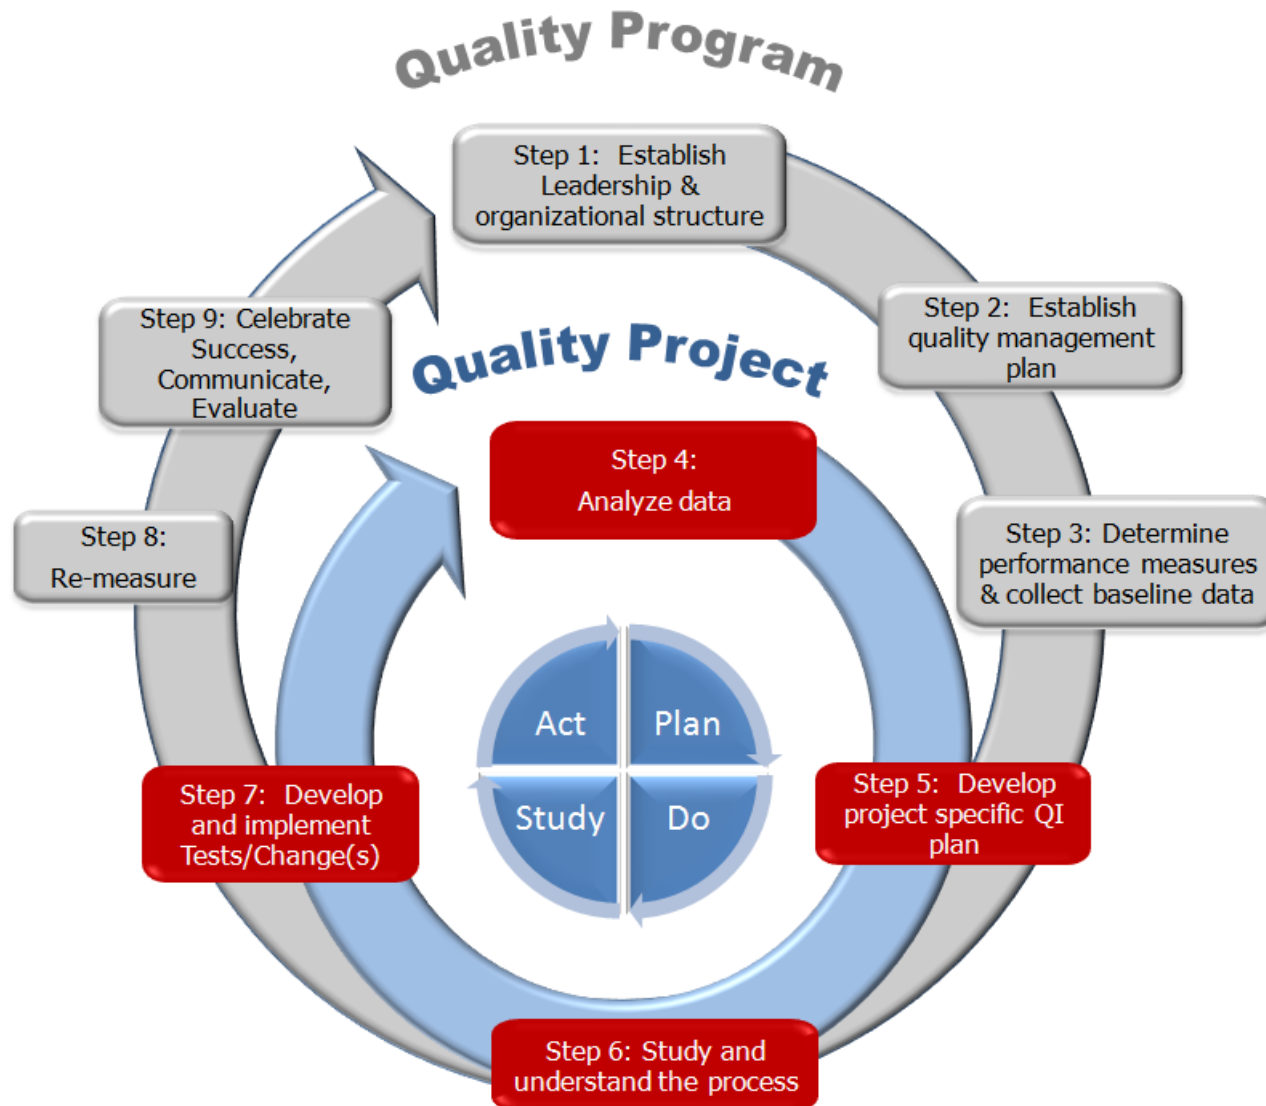 Quality Program
Step 1: Establish
Leadership &
organizational structure
Step 2: Establish
quality management
plan
Step 3: Determine
performance measures
& collect baseline data
Quality Project
Step 4:
Analyze data
Step 5: Develop
project specific QI
plan
Step 6: Study and
understand the process
Step 7: Develop
and implement
Tests/Change(s)
Step 8:
Re-measure
Step 9: Celebrate
Success,
Communicate,
Evaluate
Act
Plan
Study
Do